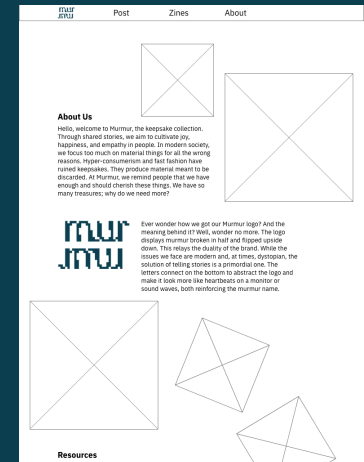 mur
mur
Post Zines About
About Us
Hello, welcome to Murmur, the keepsake collection.
Through shared stories, we aim to cultivate joy,
happiness, and empathy in people. In modern society,
we focus too much on material things for all the wrong
reasons. Hyper-consumerism and fast fashion have
ruined keepsakes. They produce material meant to be
discarded. At Murmur, we remind people that we have
enough and should cherish these things. We have so
many treasures; why do we need more?
mur
mur
Ever wonder how we got our Murmur logo? And the
meaning behind it? Well, wonder no more. The logo
displays murmur broken in half and flipped upside
down. This relays the duality of the brand. While the
issues we face are modern and, at times, dystopian, the
solution of telling stories is a primordial one. The
letters connect on the bottom to abstract the logo and
make it look more like heartbeats on a monitor or
sound waves, both reinforcing the murmur name.
Resources